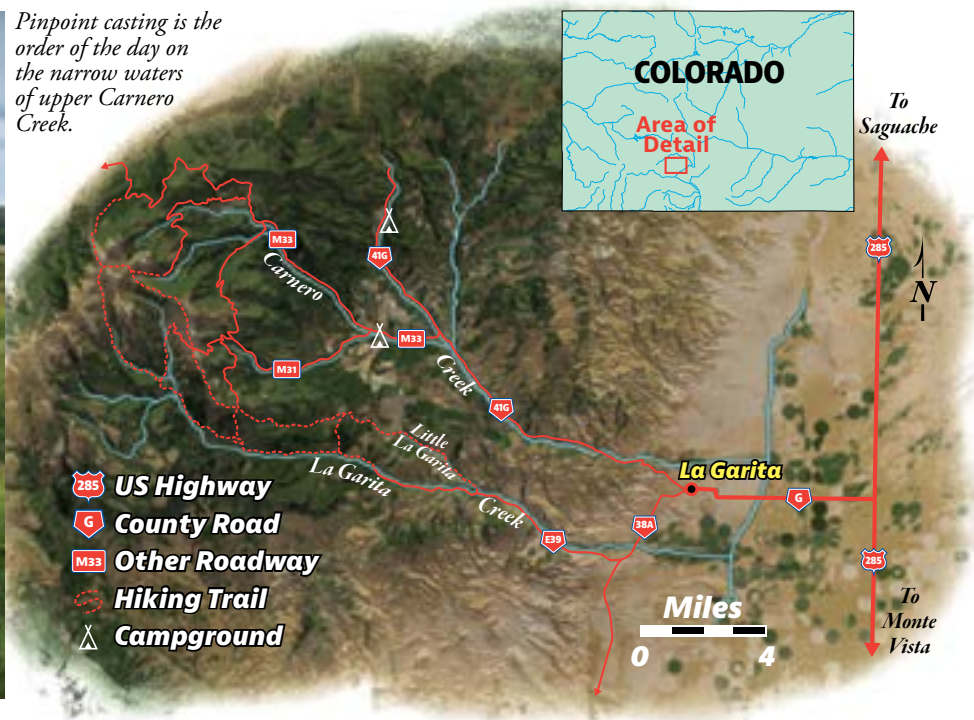 Pinpoint casting is the
order of the day on
the narrow waters
of upper Carnero
Creek.
COLORADO
Area of
Detail
To
Saguache
285
N
M33
41G
Carnero
M33
M31
Creek
41G
Little
La Garita
La Garita
Creek
La Garita
G
38A
E39
285
To
Monte
Vista
285 US Highway
G County Road
M33 Other Roadway
Hiking Trail
Campground
Miles
0 4